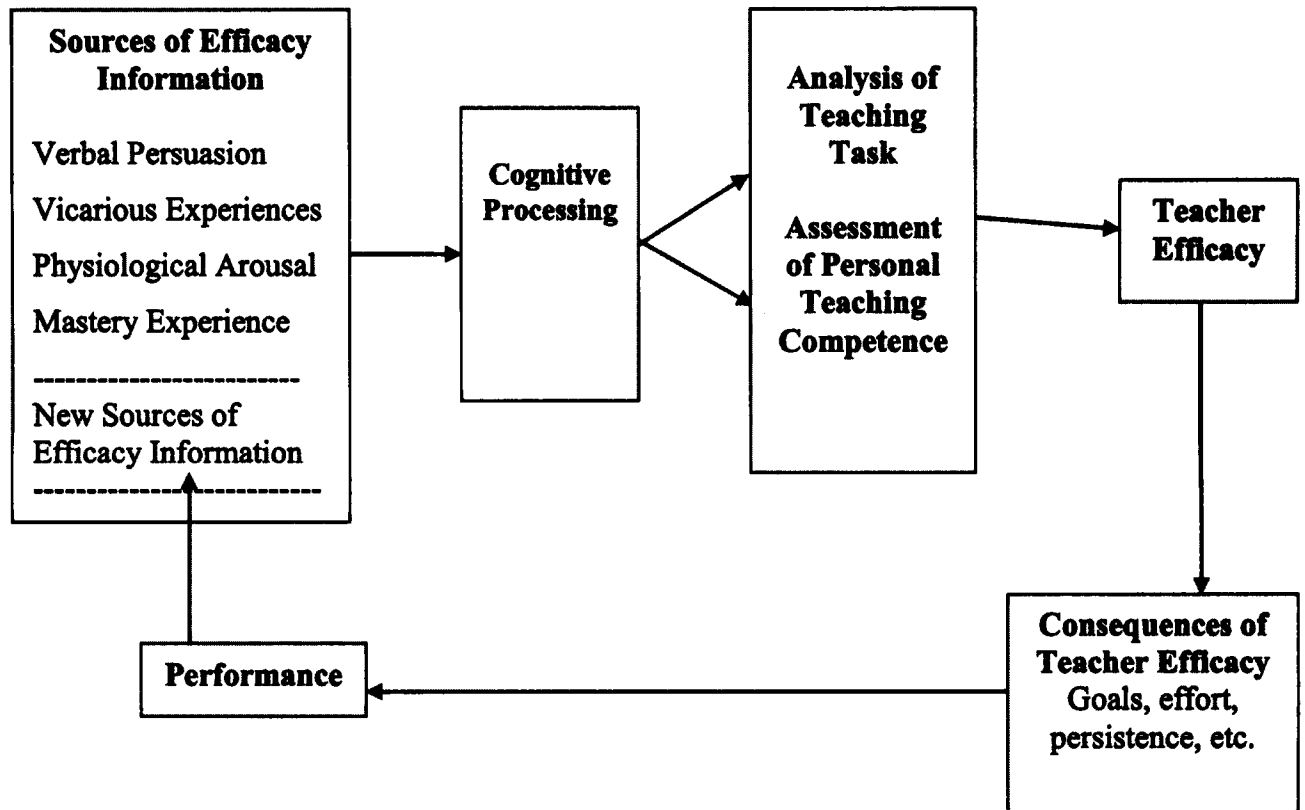 Sources of Efficacy
Information
Verbal Persuasion
Vicarious Experiences
Physiological Arousal
Mastery Experience
-------------------------
New Sources of
Efficacy Information
---------------------------
Cognitive
Processing
Analysis of
Teaching
Task
Assessment
of Personal
Teaching
Competence
Teacher
Efficacy
Consequences of
Teacher Efficacy
Goals, effort,
persistence, etc.
Performance